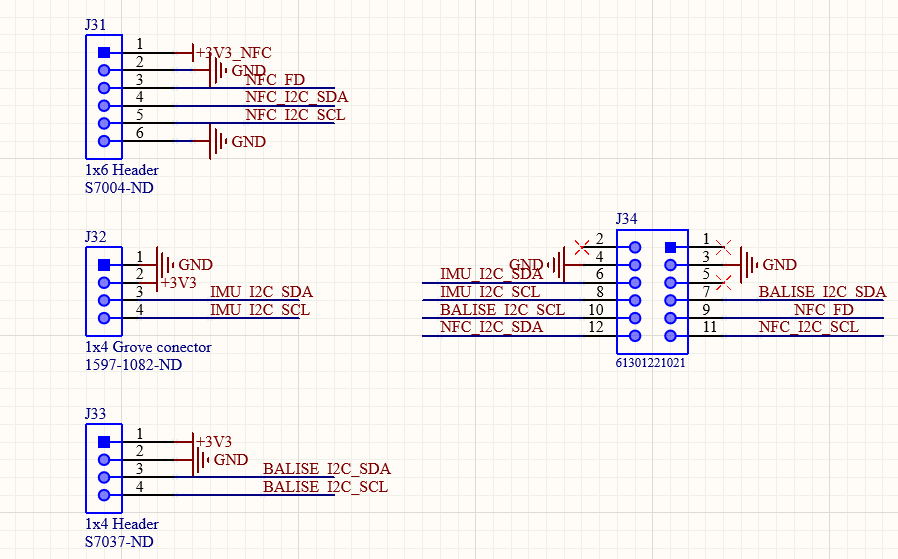 J31
1
+3V3_NFC
2
GND
3
NFC_FD
4
NFC_I2C_SDA
5
NFC_I2C_SCL
6
GND
1x6 Header
S7004-ND
J32
1
GND
2
+3V3
3
IMU_I2C_SDA
4
IMU_I2C_SCL
1x4 Grove conector
1597-1082-ND
J33
1
+3V3
2
GND
3
BALISE_I2C_SDA
4
BALISE_I2C_SCL
1x4 Header
S7037-ND
J34
2
1
GND
4
3
GND
IMU_I2C_SDA
6
5
IMU_I2C_SCL
8
7
BALISE_I2C_SDA
BALISE_I2C_SCL
10
9
NFC_FD
NFC_I2C_SDA
12
11
NFC_I2C_SCL
61301221021